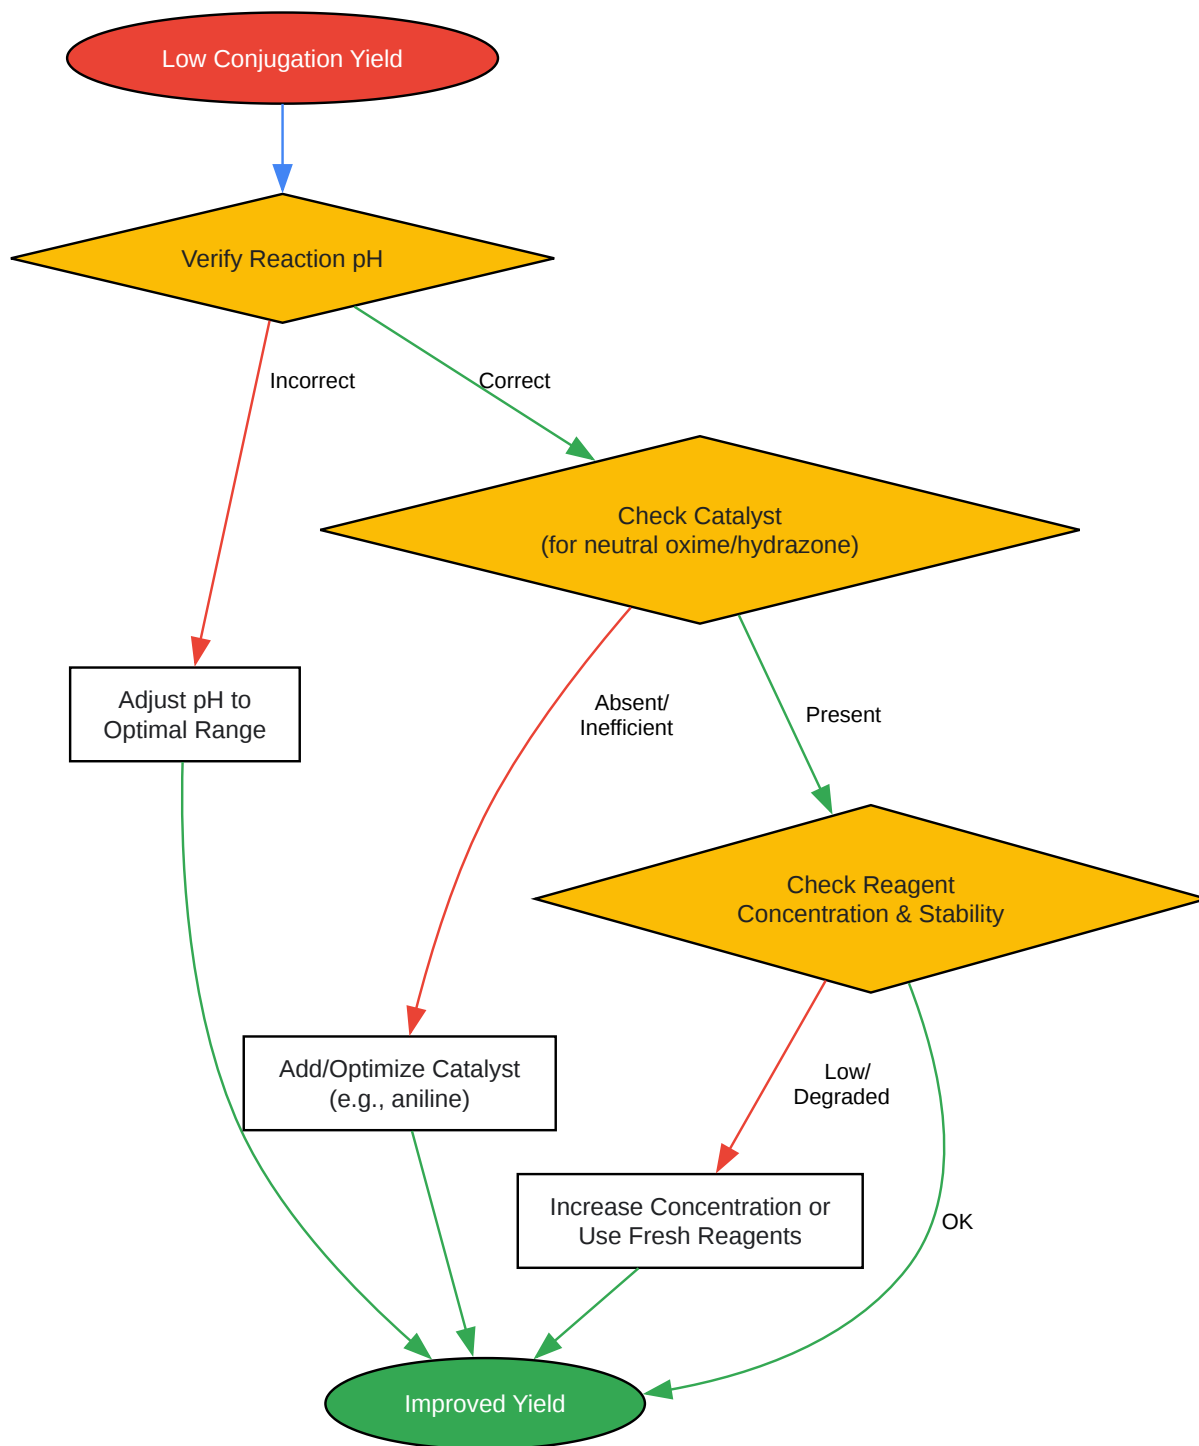 Low Conjugation Yield
Verify Reaction pH
Incorrect
Correct
Check Catalyst
(for neutral oxime/hydrazone)
Adjust pH to
Optimal Range
Absent/
Inefficient
Present
Check Reagent
Concentration & Stability
Add/Optimize Catalyst
(e.g., aniline)
Low/
Degraded
Increase Concentration or
Use Fresh Reagents
OK
Improved Yield